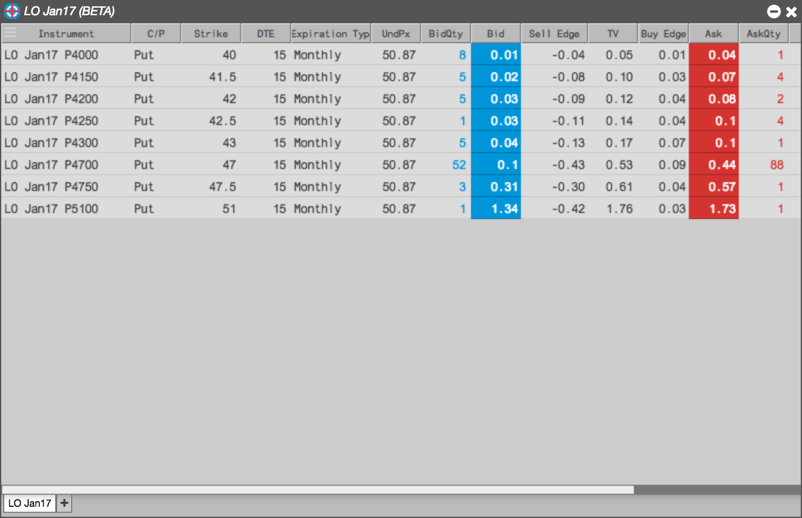 LO Jan17 (BETA)
Instrument C/P Strike DTE Expiration Typ UndPx BidQty Bid Sell Edge TV Buy Edge Ask AskQty
LO Jan17 P4000 Put 40 15 Monthly 50.87 8 0.01 -0.04 0.05 0.01 0.04 1
LO Jan17 P4150 Put 41.5 15 Monthly 50.87 5 0.02 -0.08 0.10 0.03 0.07 4
LO Jan17 P4200 Put 42 15 Monthly 50.87 5 0.03 -0.09 0.12 0.04 0.08 2
LO Jan17 P4250 Put 42.5 15 Monthly 50.87 1 0.03 -0.11 0.14 0.04 0.1 4
LO Jan17 P4300 Put 43 15 Monthly 50.87 5 0.04 -0.13 0.17 0.07 0.1 1
LO Jan17 P4700 Put 47 15 Monthly 50.87 52 0.1 -0.43 0.53 0.09 0.44 88
LO Jan17 P4750 Put 47.5 15 Monthly 50.87 3 0.31 -0.30 0.61 0.04 0.57 1
LO Jan17 P5100 Put 51 15 Monthly 50.87 1 1.34 -0.42 1.76 0.03 1.73 1
LO Jan17 +